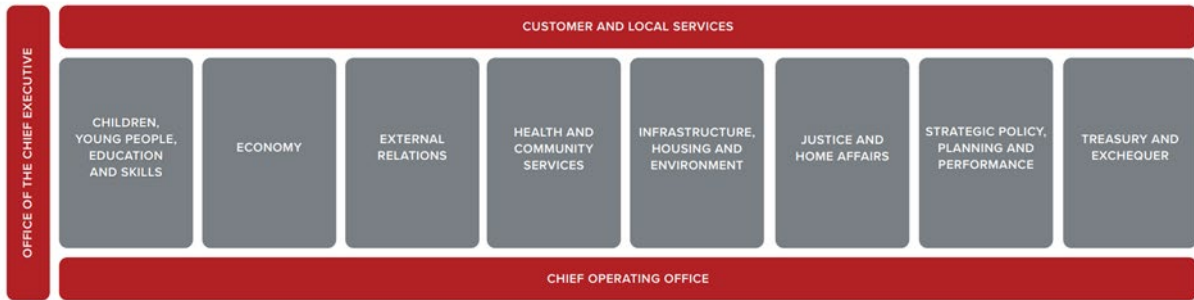 OFFICE OF THE CHIEF EXECUTIVE
CUSTOMER AND LOCAL SERVICES
CHILDREN,
YOUNG PEOPLE,
EDUCATION
AND SKILLS
ECONOMY
EXTERNAL
RELATIONS
HEALTH AND
COMMUNITY
SERVICES
INFRASTRUCTURE,
HOUSING AND
ENVIRONMENT
JUSTICE AND
HOME AFFAIRS
STRATEGIC POLICY,
PLANNING AND
PERFORMANCE
TREASURY AND
EXCHEQUER
CHIEF OPERATING OFFICE